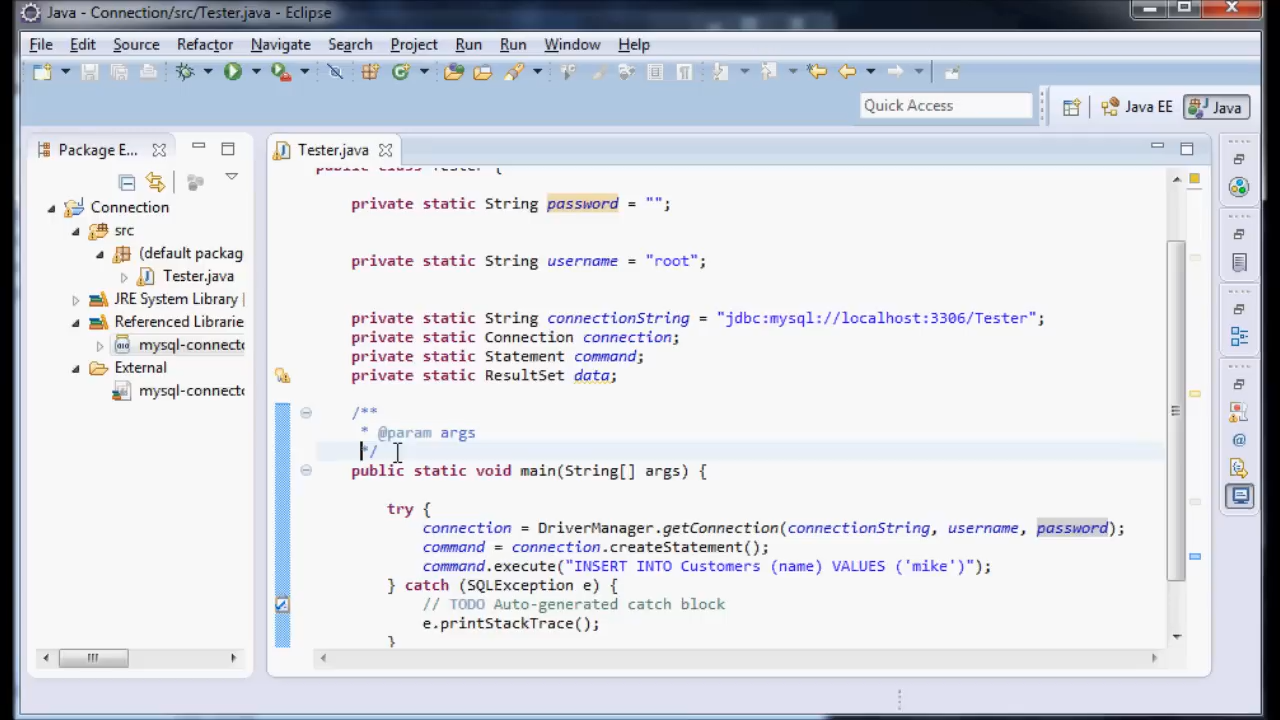 Java - Connection/src/Tester.java - Eclipse
File Edit Source Refactor Navigate Search Project Run Run Window Help
Quick Access
Java EE
Java
Package E...
Connection
src
(default packag
Tester.java
JRE System Library
Referenced Librarie
mysql-connecto
External
mysql-connecto
Tester.java
public class Tester {
private static String password = "";
private static String username = "root";
private static String connectionString = "jdbc:mysql://localhost:3306/Tester";
private static Connection connection;
private static Statement command;
private static ResultSet data;
/**
* @param args
*/
public static void main(String[] args) {
try {
connection = DriverManager.getConnection(connectionString, username, password);
command = connection.createStatement();
command.execute("INSERT INTO Customers (name) VALUES ('mike')");
} catch (SQLException e) {
// TODO Auto-generated catch block
e.printStackTrace();
}